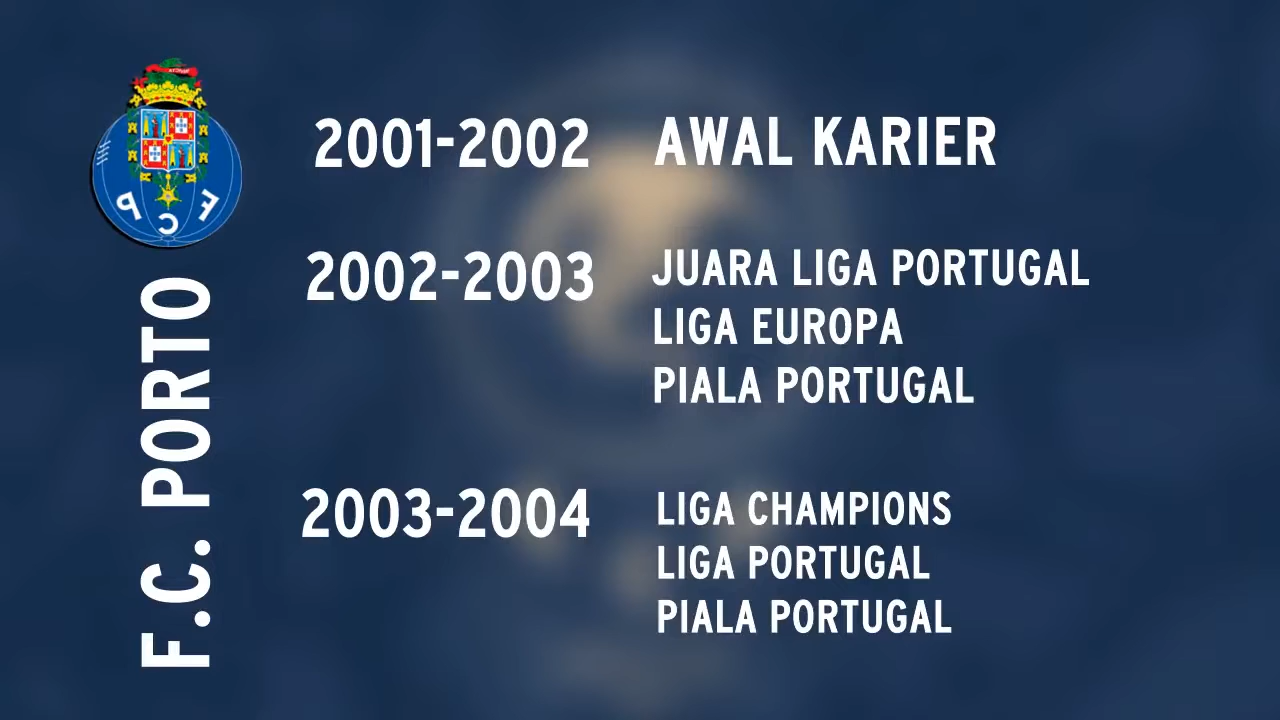 F.C. PORTO
FCP
2001-2002 AWAL KARIER
2002-2003 JUARA LIGA PORTUGAL
LIGA EUROPA
PIALA PORTUGAL
2003-2004 LIGA CHAMPIONS
LIGA PORTUGAL
PIALA PORTUGAL